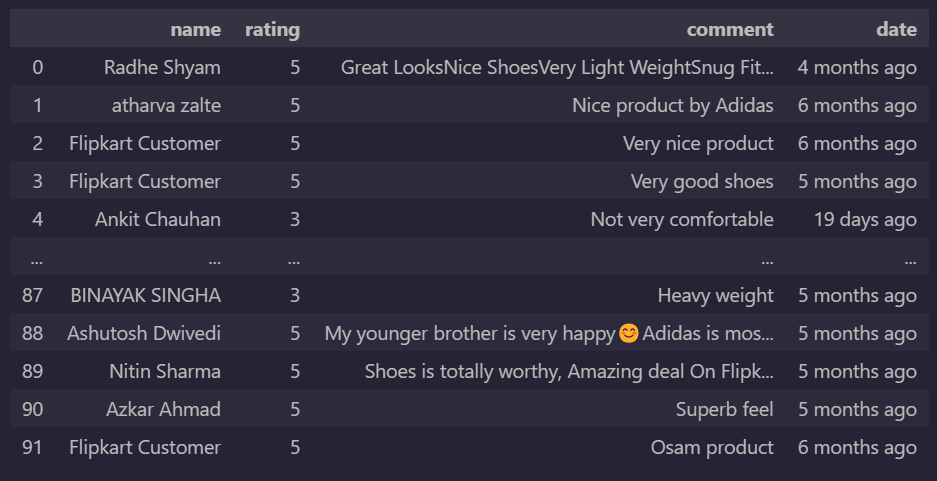 name rating comment date
0 Radhe Shyam 5 Great LooksNice ShoesVery Light WeightSnug Fit... 4 months ago
1 atharva zalte 5 Nice product by Adidas 6 months ago
2 Flipkart Customer 5 Very nice product 6 months ago
3 Flipkart Customer 5 Very good shoes 5 months ago
4 Ankit Chauhan 3 Not very comfortable 19 days ago
... ... ... ... ...
87 BINAYAK SINGHA 3 Heavy weight 5 months ago
88 Ashutosh Dwivedi 5 My younger brother is very happy😊Adidas is mos... 5 months ago
89 Nitin Sharma 5 Shoes is totally worthy, Amazing deal On Flipk... 5 months ago
90 Azkar Ahmad 5 Superb feel 5 months ago
91 Flipkart Customer 5 Osam product 6 months ago